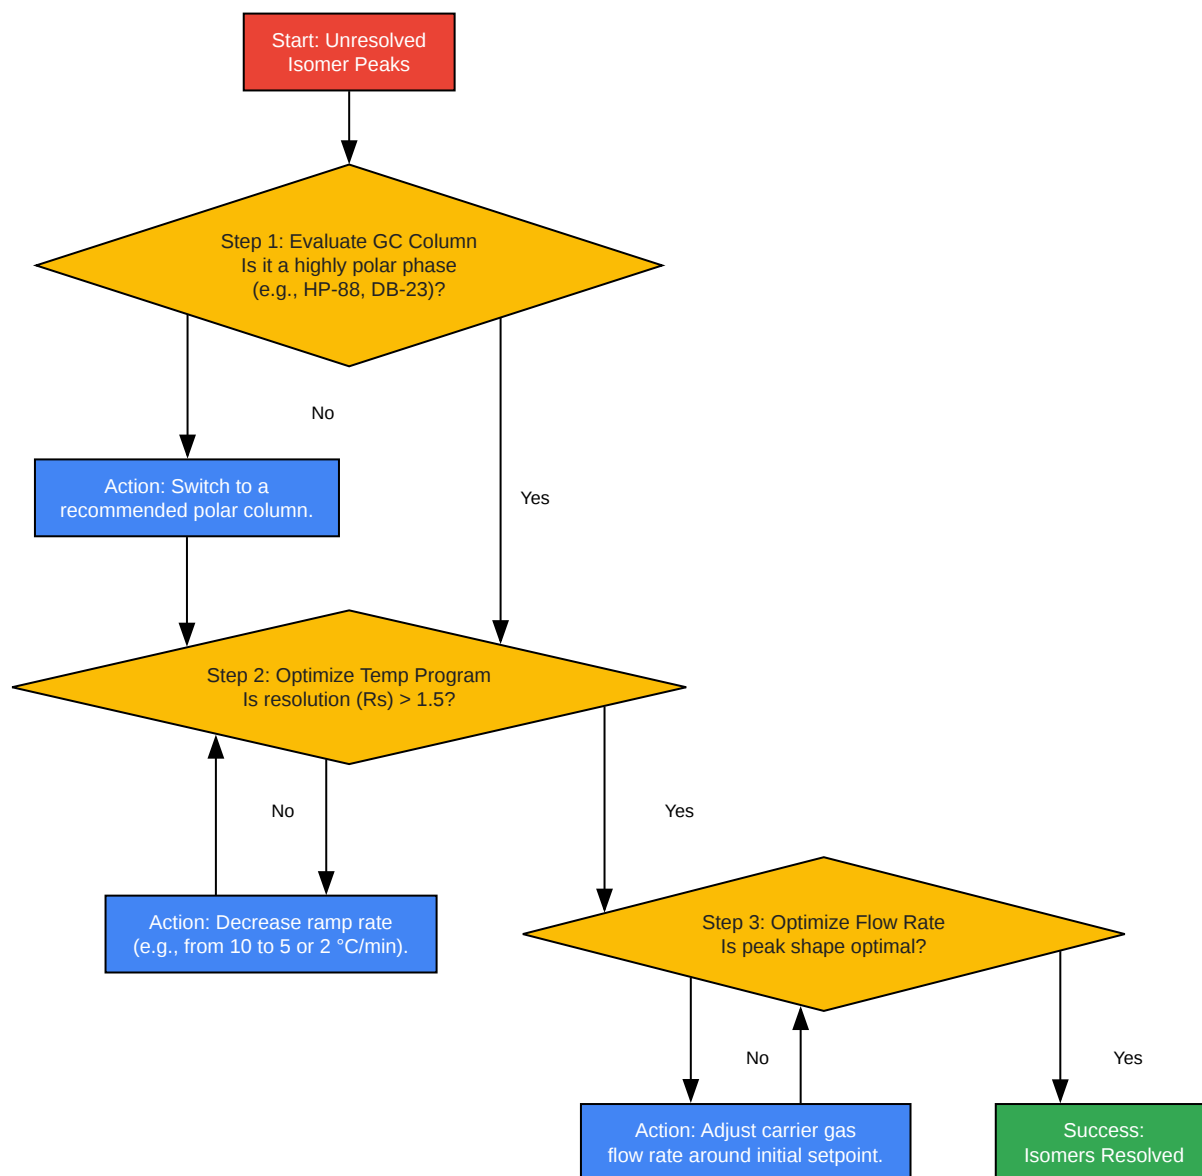 Start: Unresolved
Isomer Peaks
Step 1: Evaluate GC Column
Is it a highly polar phase
(e.g., HP-88, DB-23)?
No
Action: Switch to a
recommended polar column.
Yes
Step 2: Optimize Temp Program
Is resolution (Rs) > 1.5?
No
Yes
Action: Decrease ramp rate
(e.g., from 10 to 5 or 2 °C/min).
Step 3: Optimize Flow Rate
Is peak shape optimal?
No
Yes
Action: Adjust carrier gas
flow rate around initial setpoint.
Success:
Isomers Resolved